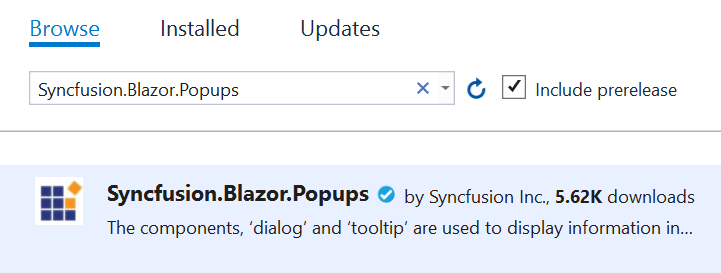 Browse Installed Updates
Syncfusion.Blazor.Popups
Include prerelease
Syncfusion.Blazor.Popups by Syncfusion Inc., 5.62K downloads
The components, ‘dialog’ and ‘tooltip’ are used to display information in...